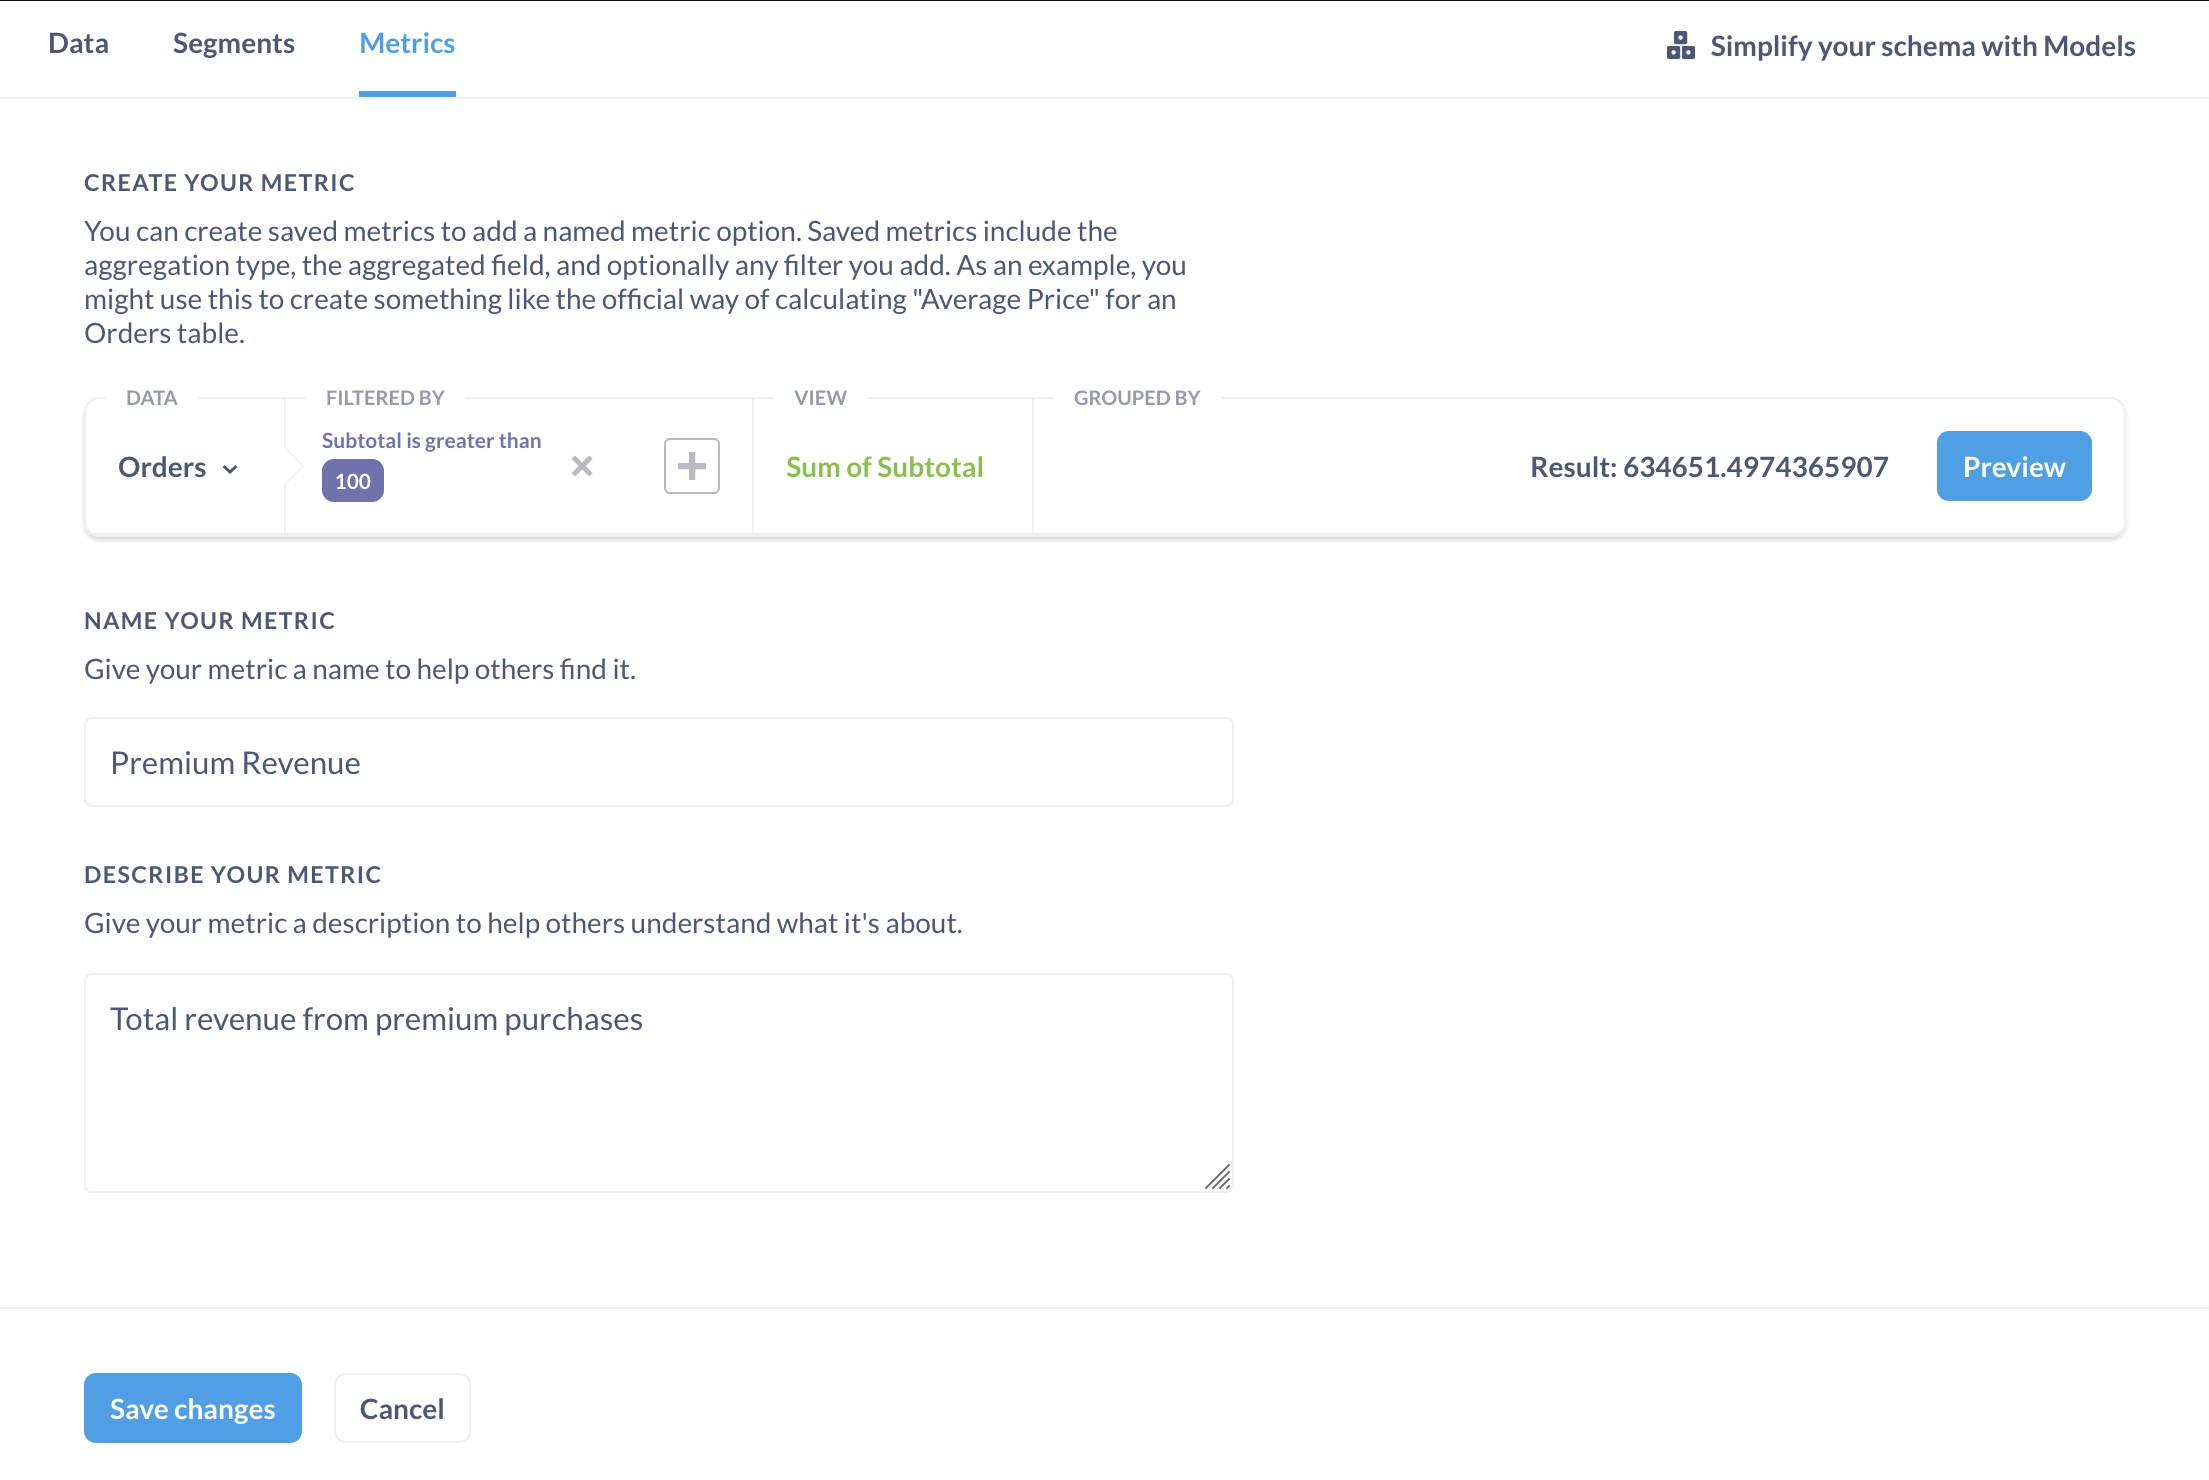 Data
Segments
Metrics
Simplify your schema with Models
CREATE YOUR METRIC
You can create saved metrics to add a named metric option. Saved metrics include the
aggregation type, the aggregated field, and optionally any filter you add. As an example, you
might use this to create something like the official way of calculating "Average Price" for an
Orders table.
DATA
FILTERED BY
VIEW
GROUPED BY
Orders
Subtotal is greater than
100
Sum of Subtotal
Result: 634651.4974365907
Preview
NAME YOUR METRIC
Give your metric a name to help others find it.
Premium Revenue
DESCRIBE YOUR METRIC
Give your metric a description to help others understand what it's about.
Total revenue from premium purchases
Save changes
Cancel